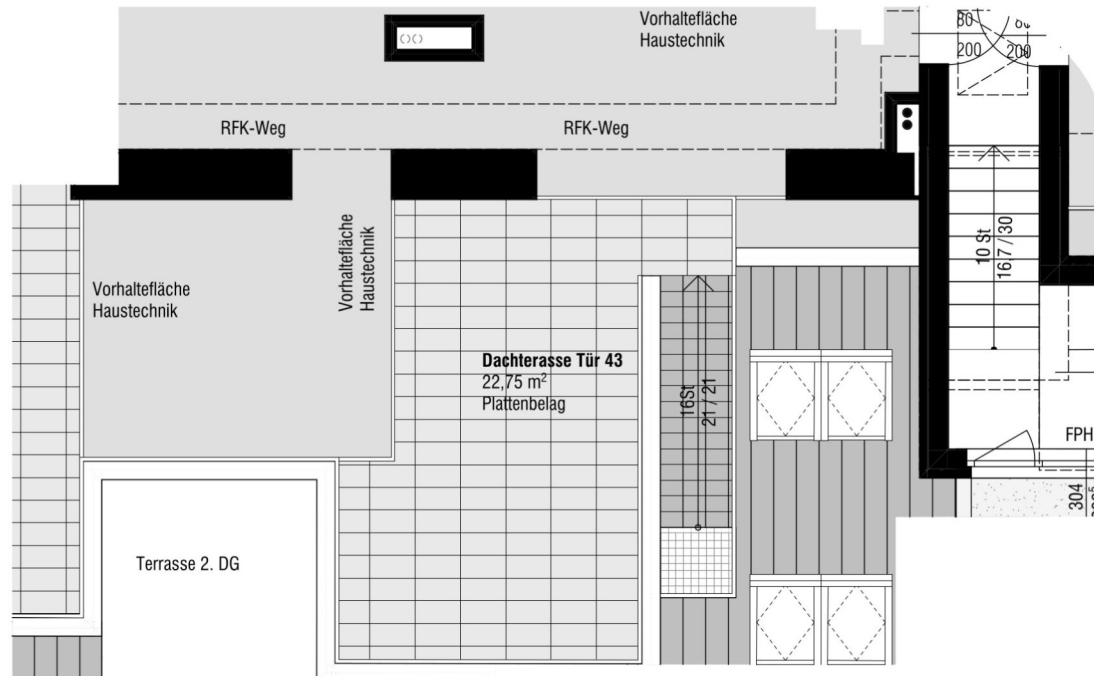 Vorhaltefläche
Haustechnik
80
200
200
RFK-Weg
RFK-Weg
Vorhaltefläche
Haustechnik
Vorhaltefläche
Haustechnik
10 St
16,7 / 30
Dachterasse Tür 43
22,75 m²
Plattenbelag
16St
21 / 21
FPH
304
Terrasse 2. DG